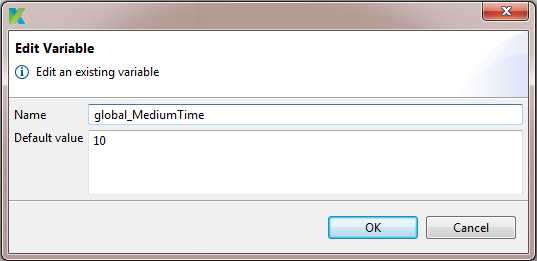 Edit Variable
Edit an existing variable
Name global_MediumTime
Default value 10
OK Cancel